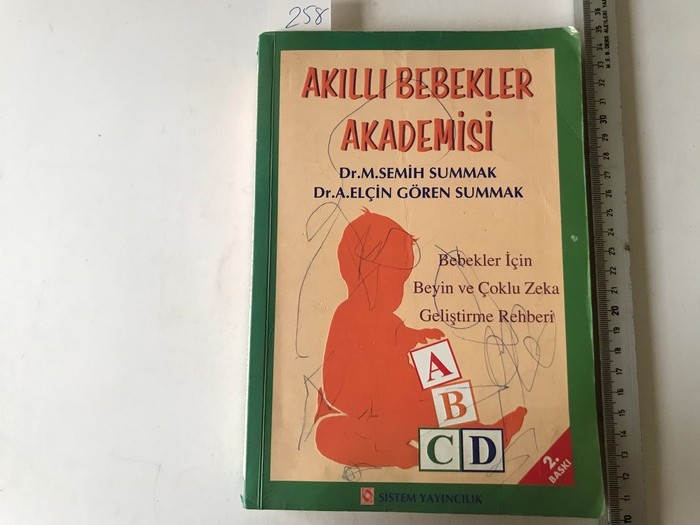 258
AKILLI BEBEKLER
AKADEMİSİ
Dr.M.SEMİH SUMMAK
Dr.A.ELÇİN GÖREN SUMMAK
Bebekler İçin
Beyin ve Çoklu Zeka
Geliştirme Rehberi
A
B
C D
2.
BASKI
SİSTEM YAYINCILIK